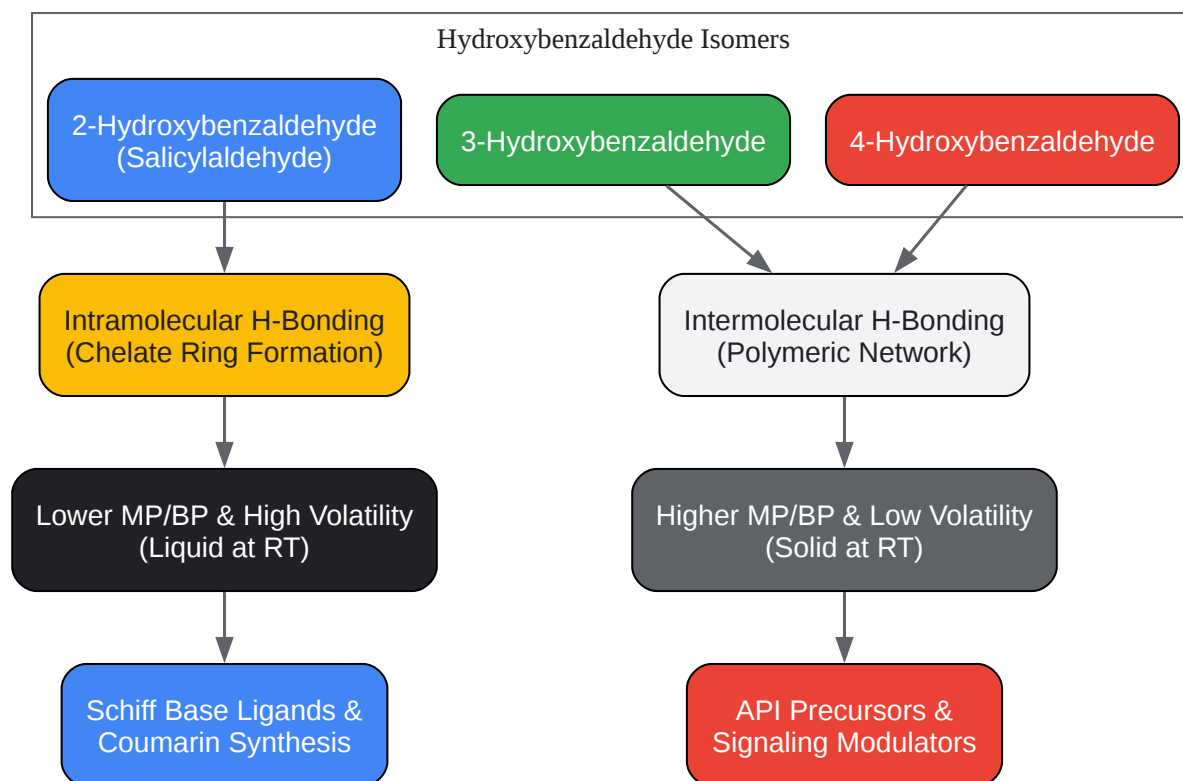 Hydroxybenzaldehyde Isomers
2-Hydroxybenzaldehyde
(Salicylaldehyde)
3-Hydroxybenzaldehyde
4-Hydroxybenzaldehyde
Intramolecular H-Bonding
(Chelate Ring Formation)
Intermolecular H-Bonding
(Polymeric Network)
Lower MP/BP & High Volatility
(Liquid at RT)
Higher MP/BP & Low Volatility
(Solid at RT)
Schiff Base Ligands &
Coumarin Synthesis
API Precursors &
Signaling Modulators